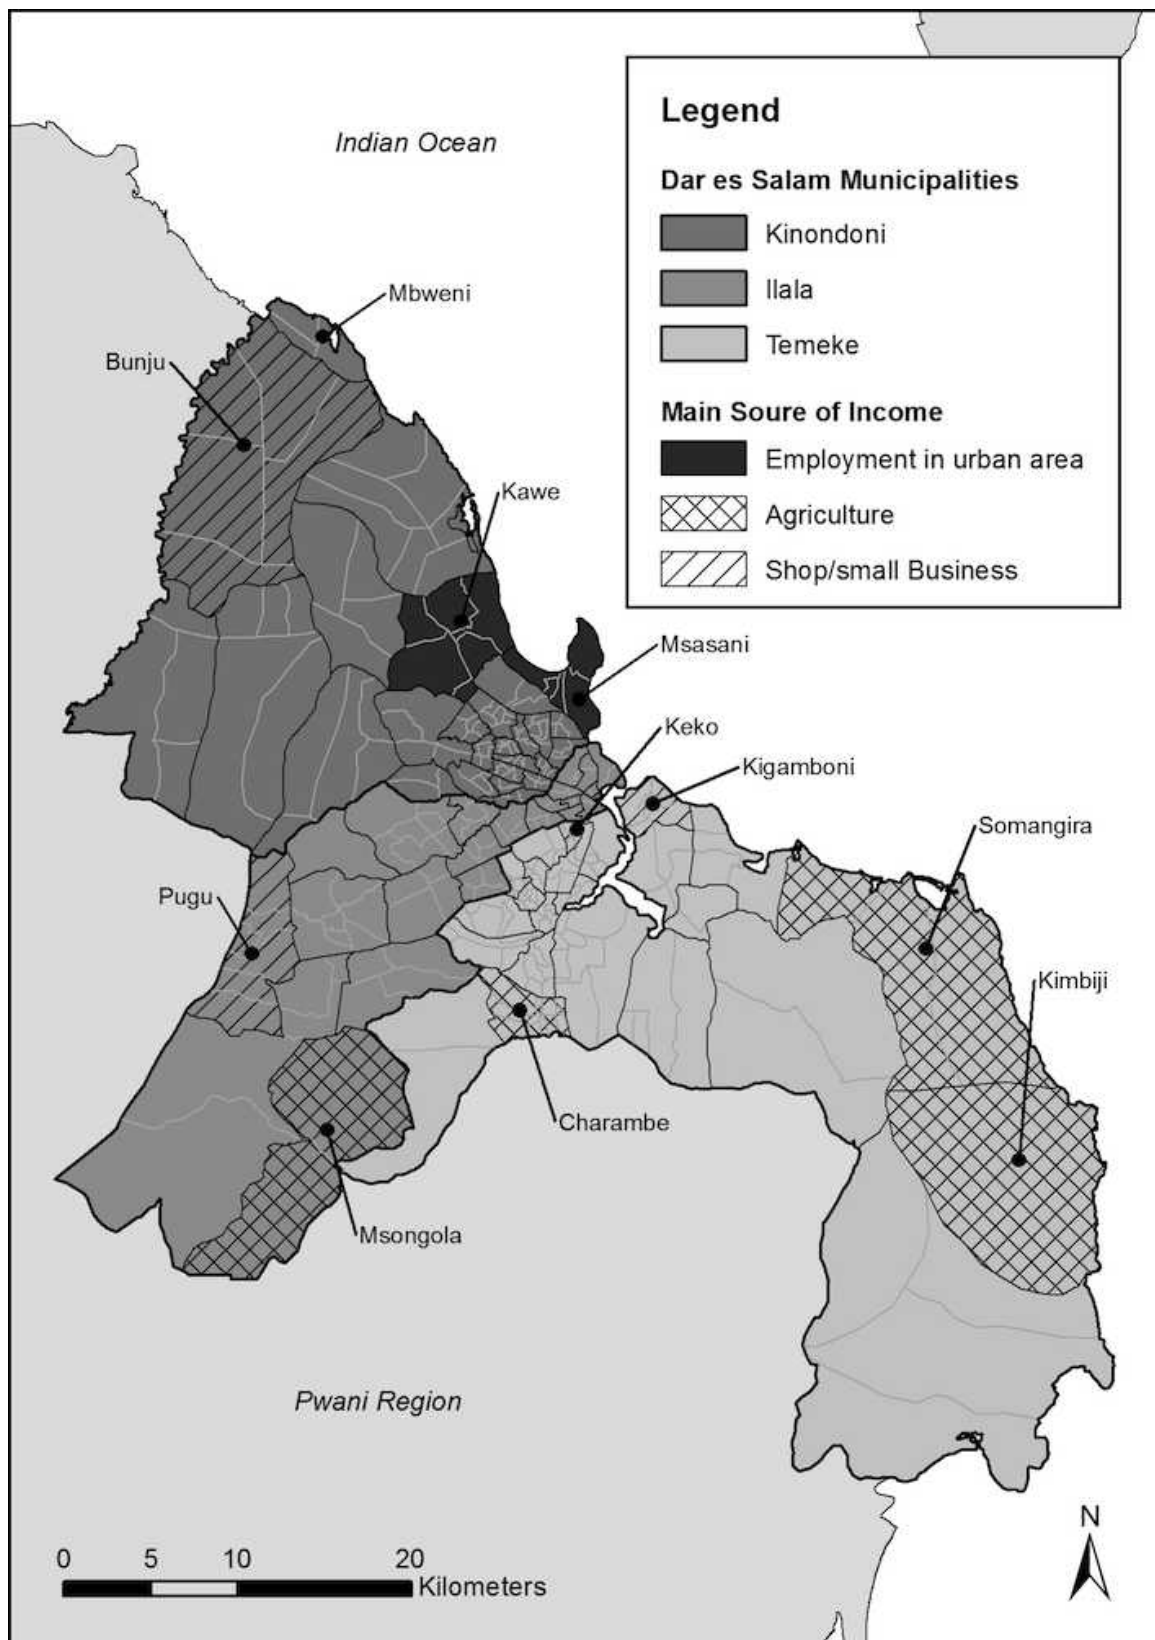 Indian Ocean
Legend
Dar es Salam Municipalities
Kinondoni
Ilala
Temeke
Main Soure of Income
Employment in urban area
Agriculture
Shop/small Business
Mbweni
Bunju
Kawe
Msasani
Keko
Kigamboni
Somangira
Pugu
Kimbiji
Charambe
Msongola
Pwani Region
N
0 5 10 20
Kilometers